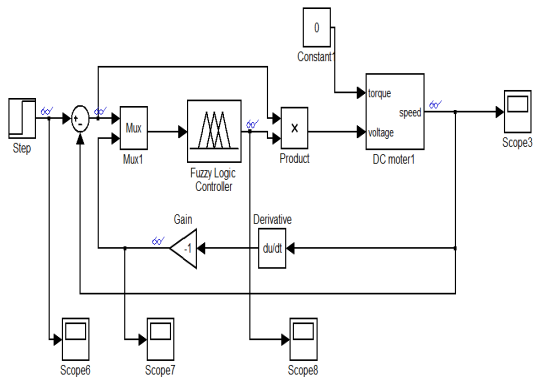 0
Constant1
torque
speed
voltage
DC moter1
Scope3
Step
+
-
Mux
Mux1
Fuzzy Logic
Controller
x
Product
Gain
-1
Derivative
du/dt
Scope6
Scope7
Scope8